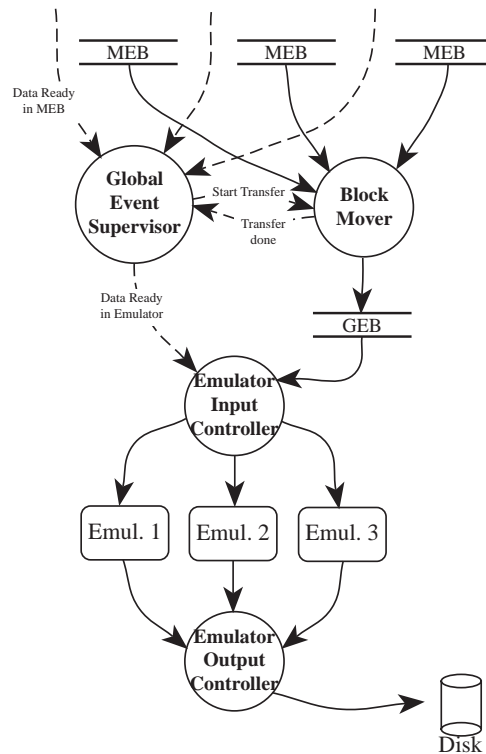 MEB
MEB
MEB
Data Ready
in MEB
Global
Event
Supervisor
Start Transfer
Transfer
done
Block
Mover
Data Ready
in Emulator
GEB
Emulator
Input
Controller
Emul. 1
Emul. 2
Emul. 3
Emulator
Output
Controller
Disk